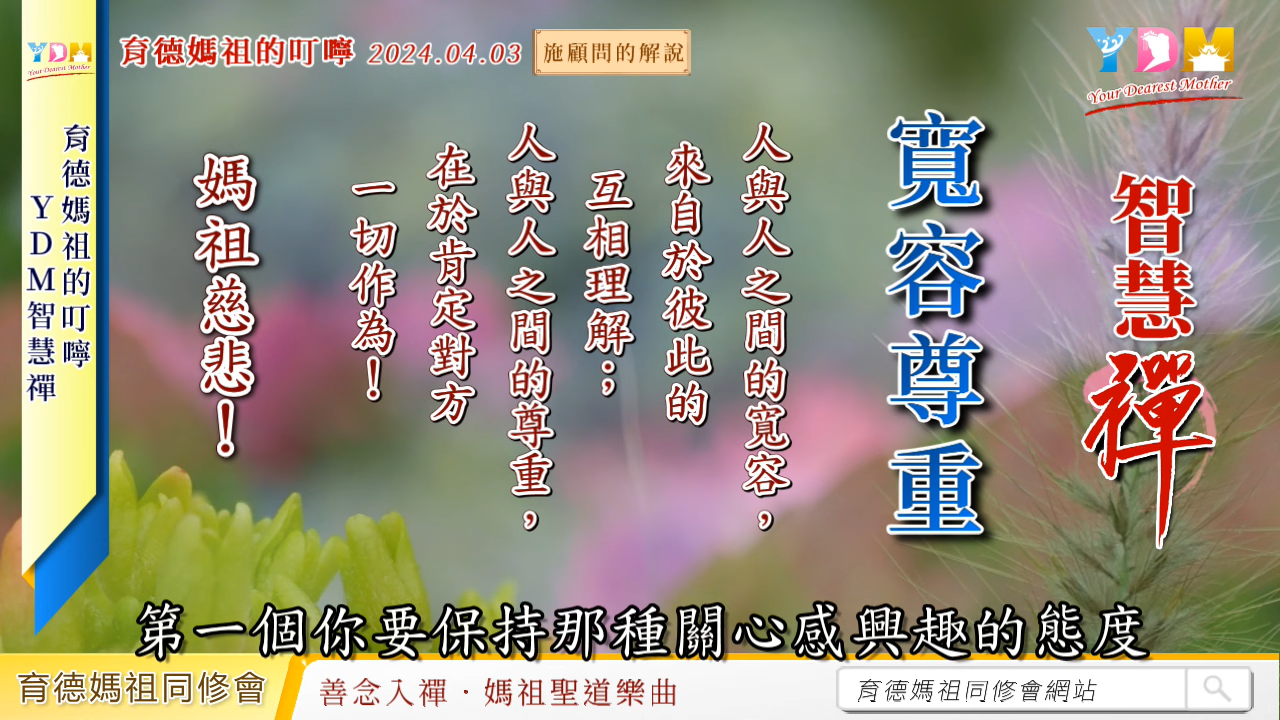 育德媽祖的叮嚀 2024.04.03 施顧問的解說
YDM
Your Dearest Mother
YDM
Your Dearest Mother
育德媽祖的叮嚀
YDM智慧禪
智慧禪
寬容尊重
人與人之間的寬容，
來自於彼此的
互相理解；
人與人之間的尊重，
在於肯定對方
一切作為！
媽祖慈悲！
第一個你要保持那種關心感興趣的態度
育德媽祖同修會
善念入禪．媽祖聖道樂曲
育德媽祖同修會網站